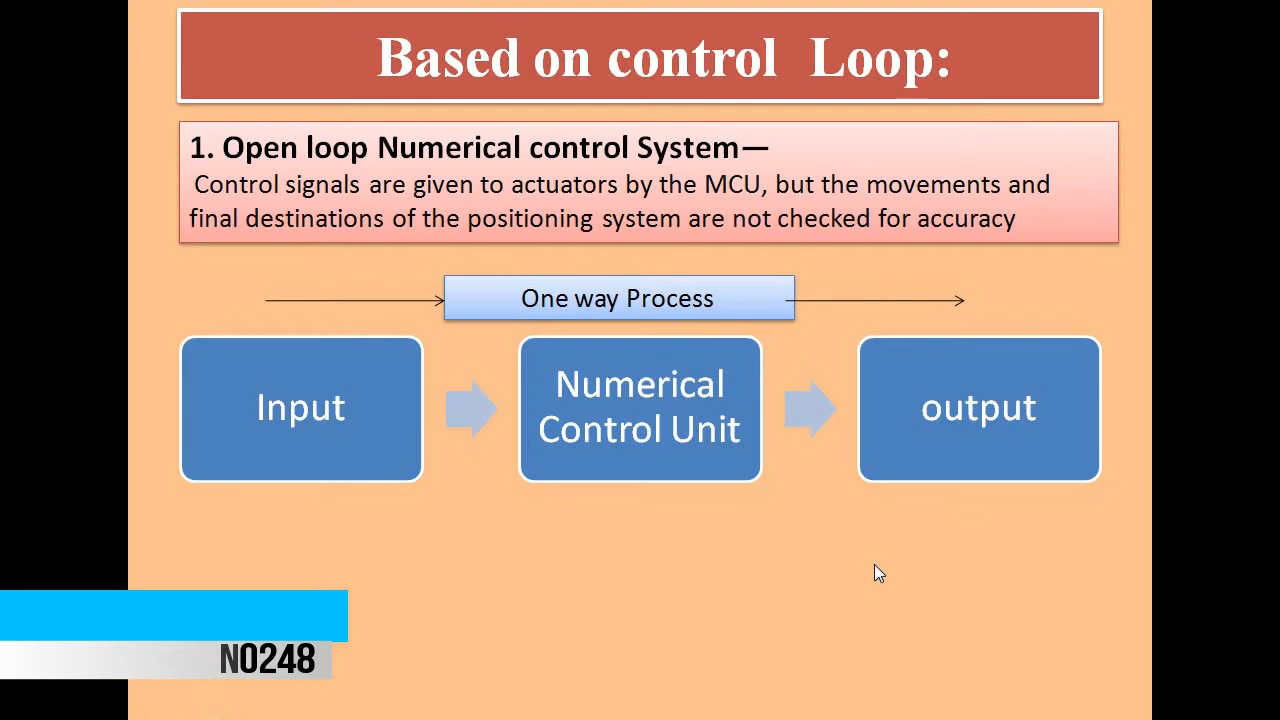 Based on control Loop:
1. Open loop Numerical control System—
Control signals are given to actuators by the MCU, but the movements and
final destinations of the positioning system are not checked for accuracy
One way Process
Input
Numerical
Control Unit
output
N0248